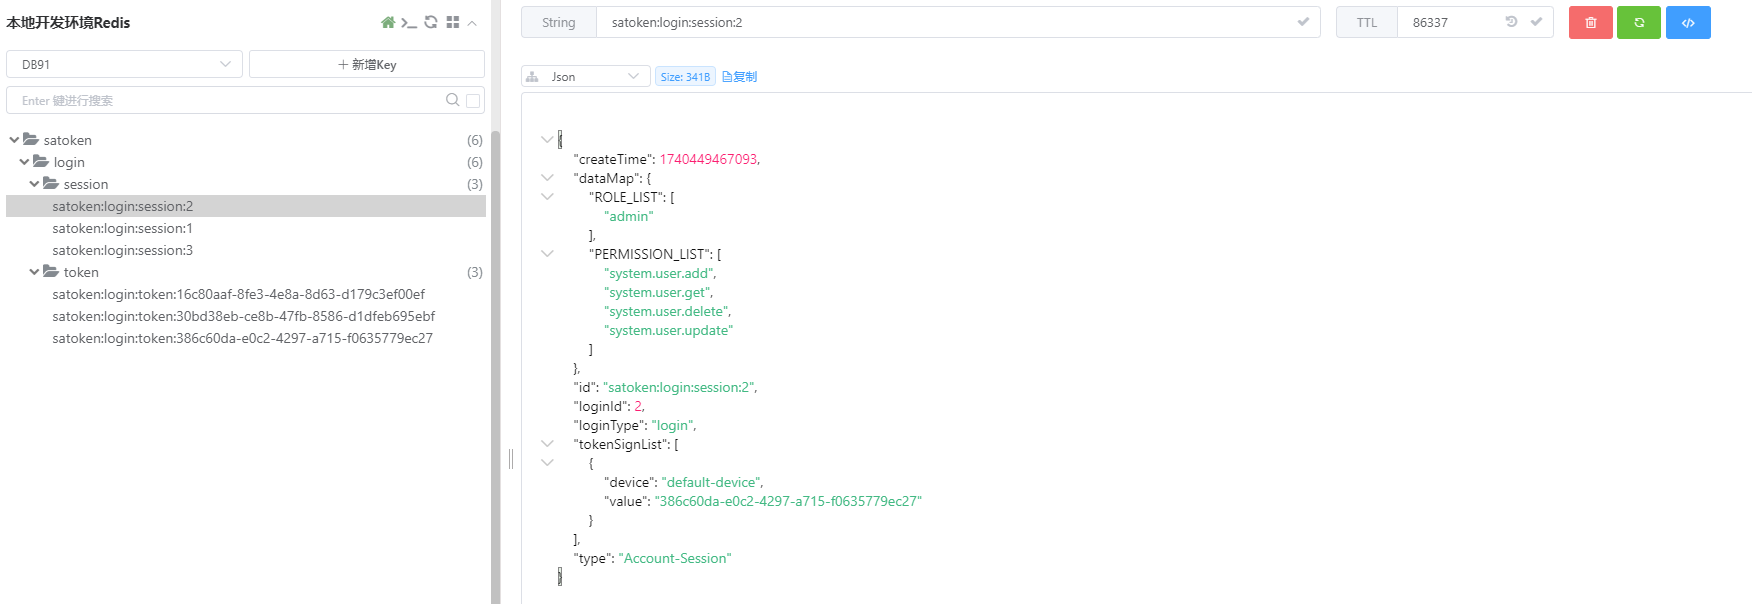 本地开发环境Redis
DB91
新增Key
Enter 键进行搜索
satoken (6)
login (6)
session (3)
satoken:login:session:2
satoken:login:session:1
satoken:login:session:3
token (3)
satoken:login:token:16c80aaf-8fe3-4e8a-8d63-d179c3ef00ef
satoken:login:token:30bd38eb-ce8b-47fb-8586-d1dfeb695ebf
satoken:login:token:386c60da-e0c2-4297-a715-f0635779ec27
String satoken:login:session:2 TTL 86337
Json Size: 341B 复制
{
"createTime": 1740449467093,
"dataMap": {
"ROLE_LIST": [
"admin"
],
"PERMISSION_LIST": [
"system.user.add",
"system.user.get",
"system.user.delete",
"system.user.update"
]
},
"id": "satoken:login:session:2",
"loginId": 2,
"loginType": "login",
"tokenSignList": [
{
"device": "default-device",
"value": "386c60da-e0c2-4297-a715-f0635779ec27"
}
],
"type": "Account-Session"
}